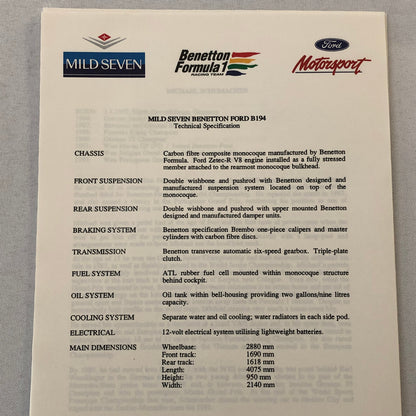 MILD SEVEN
Benetton
Formula 1
RACING TEAM
Ford
Motorsport
MILD SEVEN BENETTON FORD B194
Technical Specification
CHASSIS Carbon fibre composite monocoque manufactured by Benetton
Formula. Ford Zetec-R V8 engine installed as a fully stressed
member attached to the rearmost monocoque bulkhead.
FRONT SUSPENSION Double wishbone and pushrod with Benetton designed and
manufactured suspension system located on top of the
monocoque.
REAR SUSPENSION Double wishbone and pushrod with upper mounted Benetton
designed and manufactured damper units.
BRAKING SYSTEM Benetton specification Brembo one-piece calipers and master
cylinders with carbon fibre discs.
TRANSMISSION Benetton transverse automatic six-speed gearbox. Triple-plate
clutch.
FUEL SYSTEM ATL rubber fuel cell mounted within monocoque structure
behind cockpit.
OIL SYSTEM Oil tank within bell-housing providing two gallons/nine litres
capacity.
COOLING SYSTEM Separate water and oil cooling; water radiators in each side pod.
ELECTRICAL 12-volt electrical system utilising lightweight batteries.
MAIN DIMENSIONS Wheelbase: 2880 mm
Front track: 1690 mm
Rear track: 1618 mm
Length: 4075 mm
Height: 950 mm
Width: 2140 mm